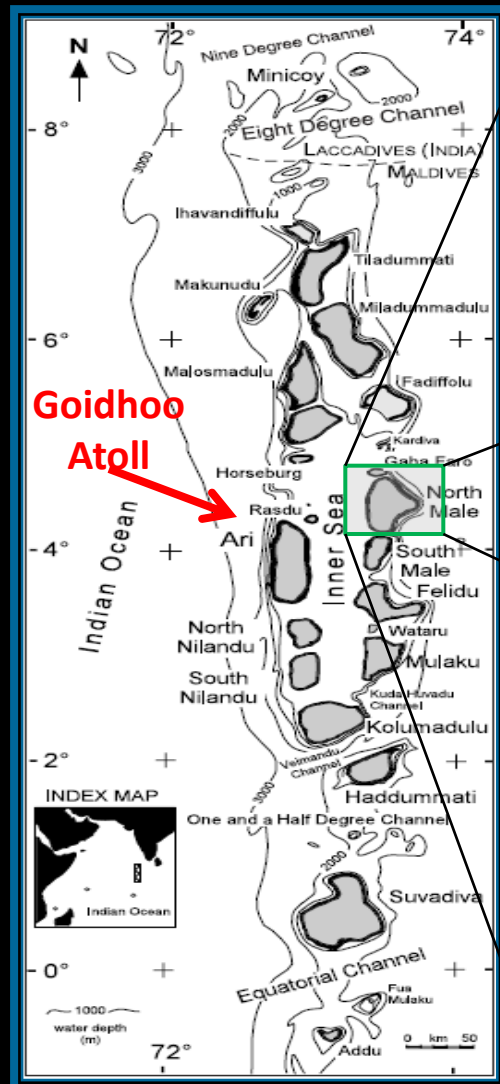 72°
74°
N
Nine Degree Channel
Minicoy
2000
2000
Eight Degree Channel
8°
3000
LACCADIVES (INDIA)
MALDIVES
1000
Ihavandiffulu
Tiladummati
Makunudu
Miladummadulu
6°
Malosmadulu
Fadiffolu
Goidhoo
Atoll
Kardiva
Gaha Faro
Horseburg
North
Male
Rasdu
Ari
4°
South
Male
Inner Sea
Indian Ocean
Felidu
North
Nilandu
Wataru
Mulaku
South
Nilandu
Kuda Huvadu
Channel
Kolumadulu
Veimandu
Channel
2°
3000
Haddummati
INDEX MAP
Indian Ocean
One and a Half Degree Channel
2000
Suvadiva
Equatorial Channel
0°
Fua
Mulaku
1000
water depth
(m)
72°
Addu
0 km 50